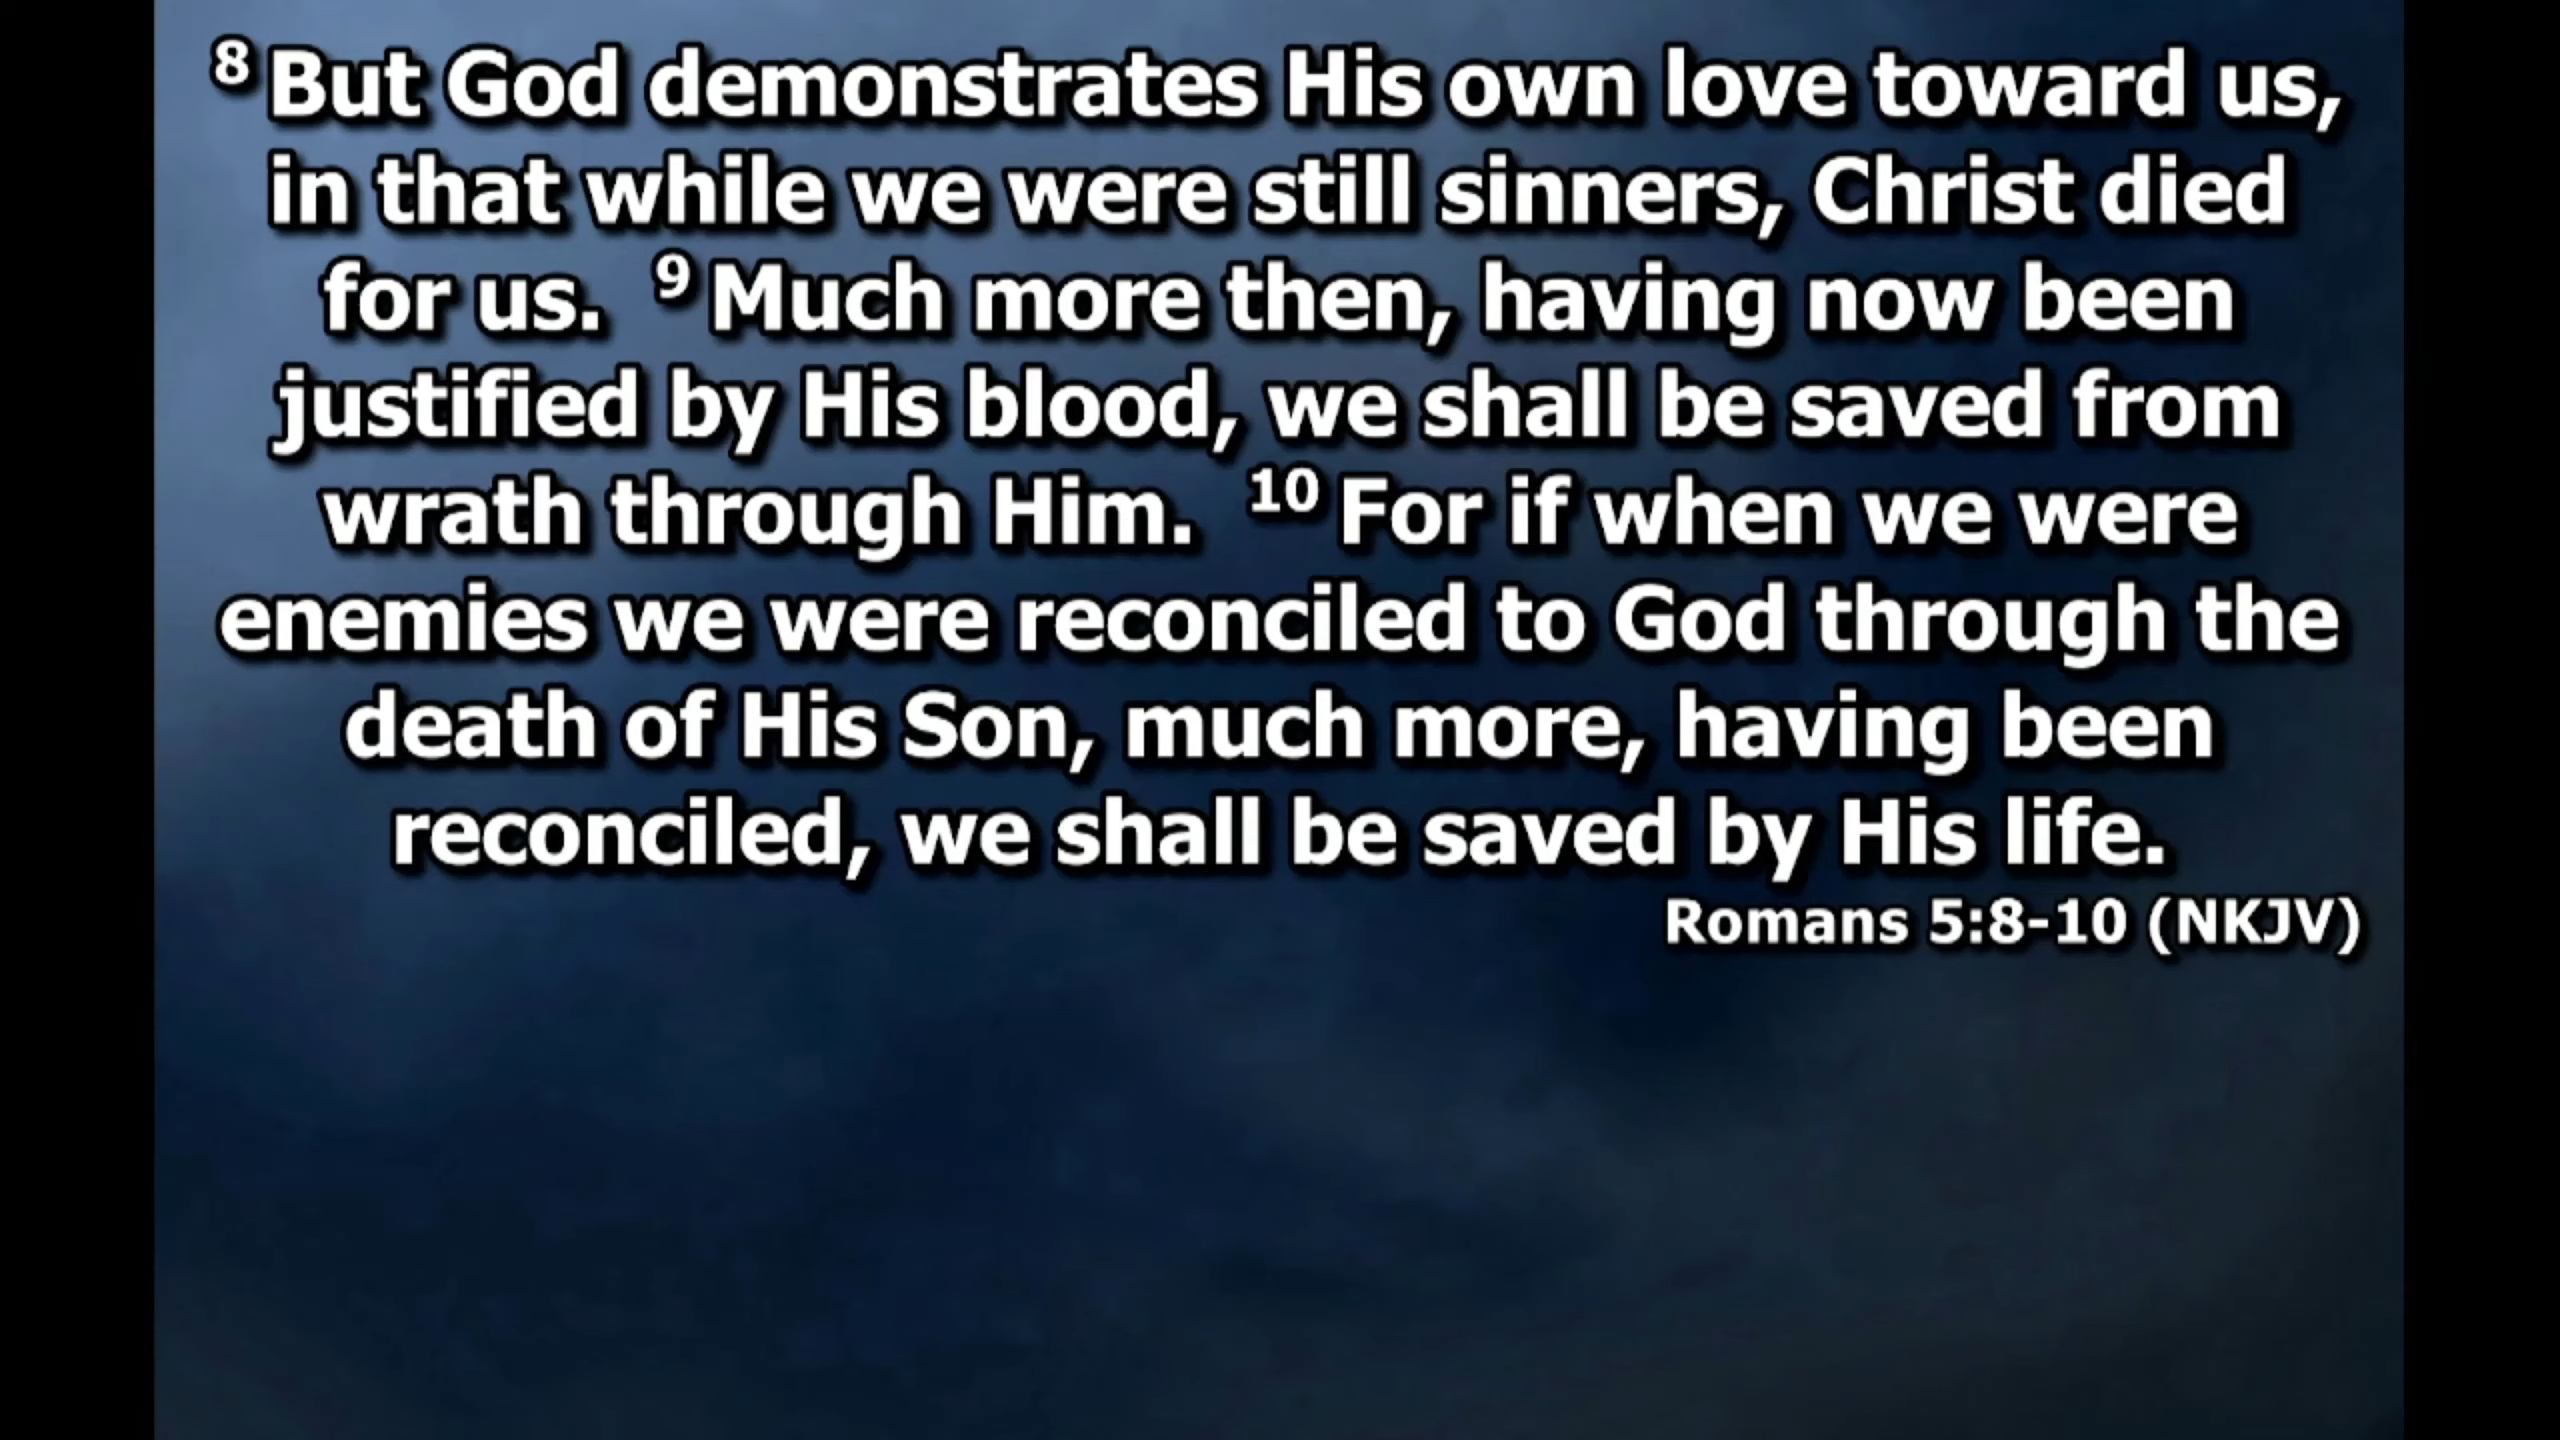 8 But God demonstrates His own love toward us,
in that while we were still sinners, Christ died
for us. 9 Much more then, having now been
justified by His blood, we shall be saved from
wrath through Him. 10 For if when we were
enemies we were reconciled to God through the
death of His Son, much more, having been
reconciled, we shall be saved by His life.
Romans 5:8-10 (NKJV)